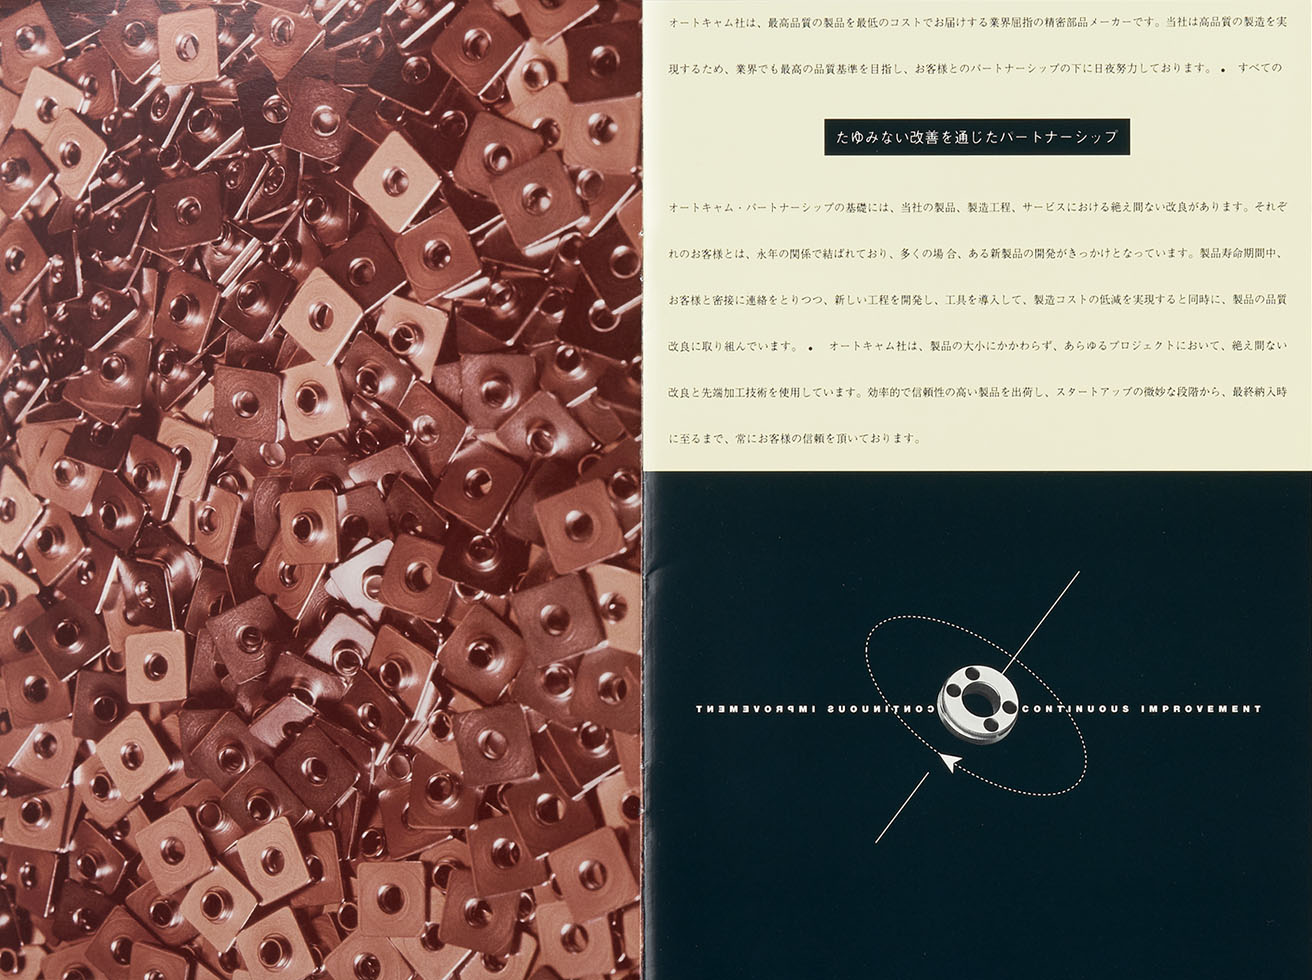 オートキャム社は、最高品質の製品を最低のコストでお届けする業界屈指の精密部品メーカーです。当社は高品質の製造を実
現するため、業界でも最高の品質基準を目指し、お客様とのパートナーシップの下に日夜努力しております。 ● すべての
たゆみない改善を通じたパートナーシップ
オートキャム・パートナーシップの基礎には、当社の製品、製造工程、サービスにおける絶え間ない改良があります。それぞ
れのお客様とは、永年の関係で結ばれており、多くの場 合、ある新製品の開発がきっかけとなっています。製品寿命期間中、
お客様と密接に連絡をとりつつ、新しい工程を開発し、工具を導入して、製造コストの低減を実現すると同時に、製品の品質
改良に取り組んでいます。 ● オートキャム社は、製品の大小にかかわらず、あらゆるプロジェクトにおいて、絶え間ない
改良と先端加工技術を使用しています。効率的で信頼性の高い製品を出荷し、スタートアップの微妙な段階から、最終納入時
に至るまで、常にお客様の信頼を頂いております。
CONTINUOUS IMPROVEMENT CONTINUOUS IMPROVEMENT